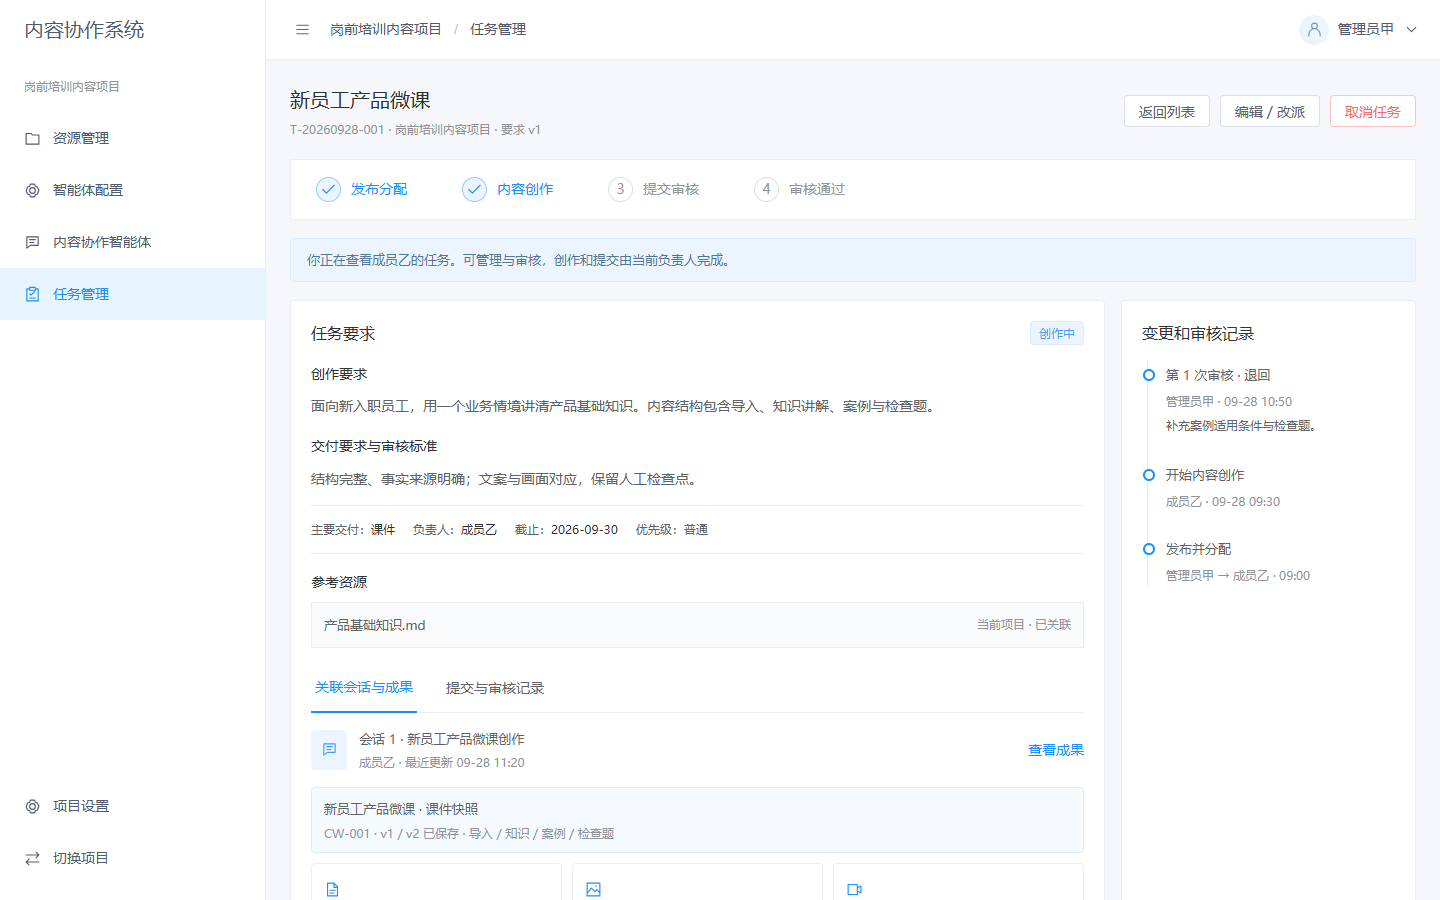 内容协作系统
岗前培训内容项目
资源管理
智能体配置
内容协作智能体
任务管理
项目设置
切换项目
岗前培训内容项目 / 任务管理
管理员甲
新员工产品微课
T-20260928-001 · 岗前培训内容项目 · 要求 v1
返回列表
编辑 / 改派
取消任务
发布分配
内容创作
3 提交审核
4 审核通过
你正在查看成员乙的任务。可管理与审核，创作和提交由当前负责人完成。
任务要求
创作中
创作要求
面向新入职员工，用一个业务情境讲清产品基础知识。内容结构包含导入、知识讲解、案例与检查题。
交付要求与审核标准
结构完整、事实来源明确；文案与画面对应，保留人工检查点。
主要交付：课件 负责人：成员乙 截止：2026-09-30 优先级：普通
参考资源
产品基础知识.md
当前项目 · 已关联
关联会话与成果
提交与审核记录
会话 1 · 新员工产品微课创作
成员乙 · 最近更新 09-28 11:20
查看成果
新员工产品微课 · 课件快照
CW-001 · v1 / v2 已保存 · 导入 / 知识 / 案例 / 检查题
变更和审核记录
第 1 次审核 · 退回
管理员甲 · 09-28 10:50
补充案例适用条件与检查题。
开始内容创作
成员乙 · 09-28 09:30
发布并分配
管理员甲 → 成员乙 · 09:00